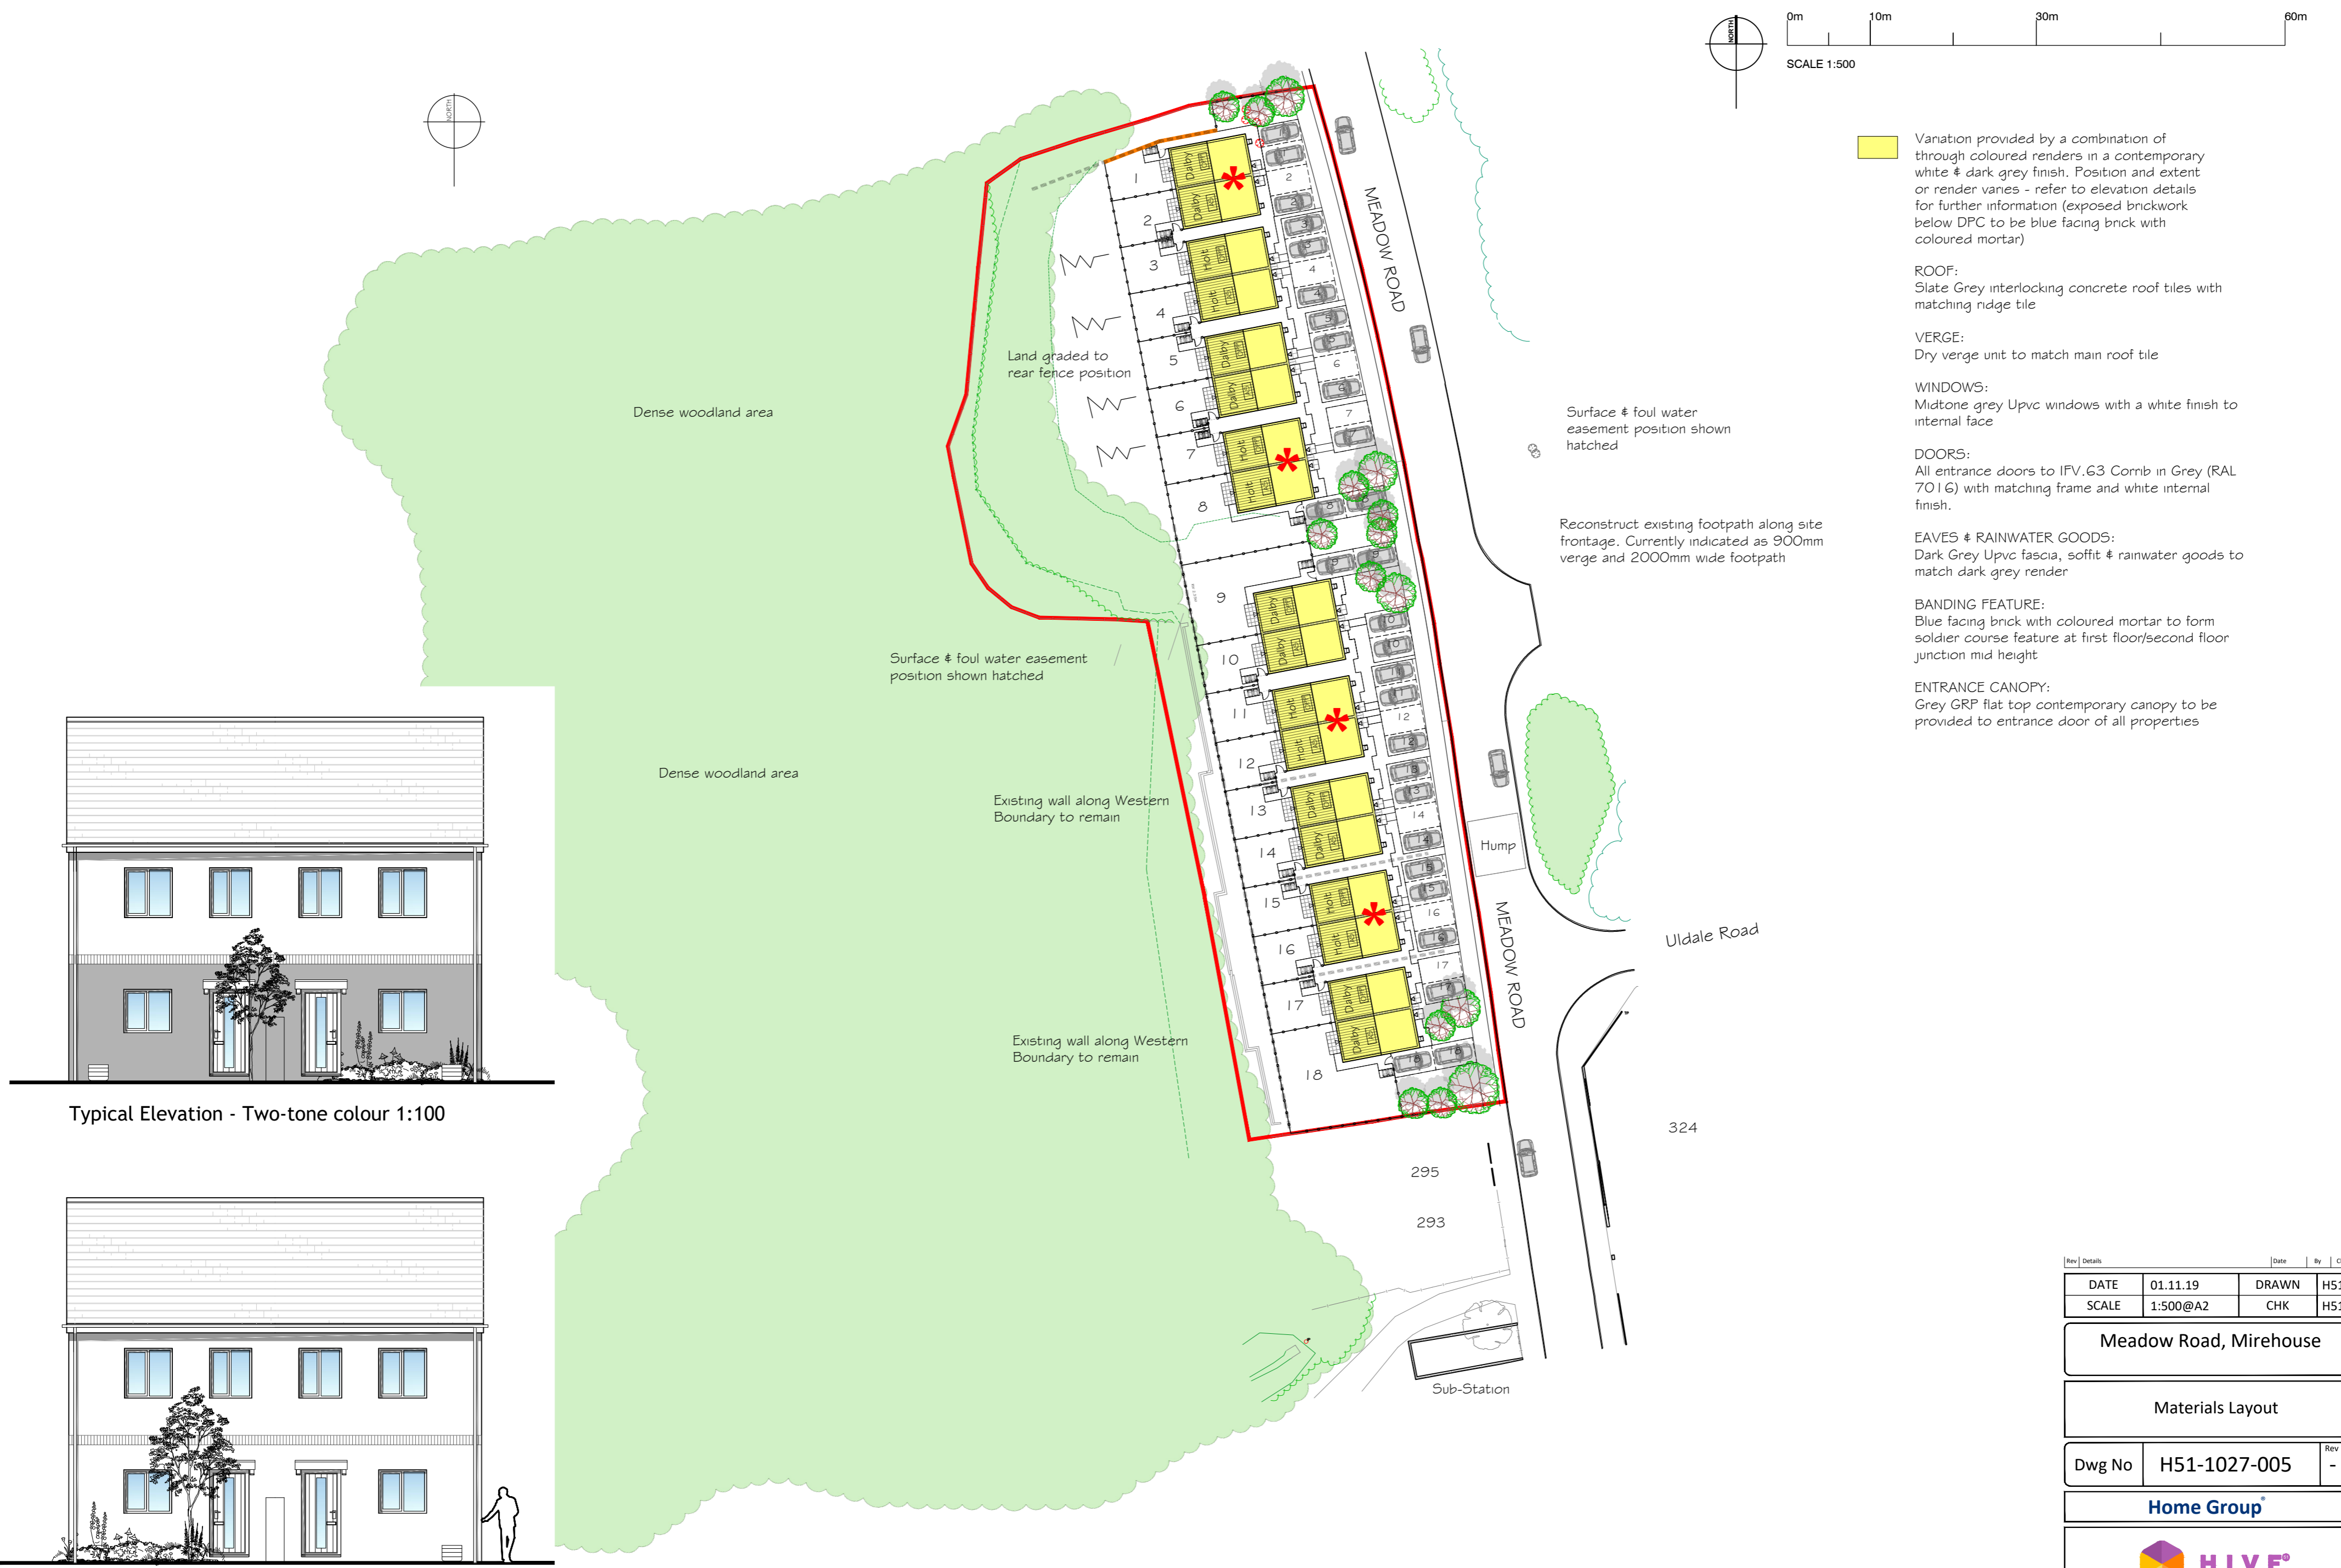 0m 10m 30m 60m
NORTH
SCALE 1:500
NORTH
Variation provided by a combination of
through coloured renders in a contemporary
white & dark grey finish. Position and extent
or render varies - refer to elevation details
for further information (exposed brickwork
below DPC to be blue facing brick with
coloured mortar)
ROOF:
Slate Grey interlocking concrete roof tiles with
matching ridge tile
VERGE:
Dry verge unit to match main roof tile
WINDOWS:
Midtone grey Upvc windows with a white finish to
internal face
DOORS:
All entrance doors to IFV.63 Corrib in Grey (RAL
7016) with matching frame and white internal
finish.
EAVES & RAINWATER GOODS:
Dark Grey Upvc fascia, soffit & rainwater goods to
match dark grey render
BANDING FEATURE:
Blue facing brick with coloured mortar to form
soldier course feature at first floor/second floor
junction mid height
ENTRANCE CANOPY:
Grey GRP flat top contemporary canopy to be
provided to entrance door of all properties
MEADOW ROAD
1 Dalby
2 Dalby
3 Holt
4 Holt
5 Dalby
6 Dalby
7 Holt
8 Holt
9 Dalby
10 Dalby
11 Holt
12 Holt
13 Dalby
14 Dalby
15 Holt
16 Holt
17 Dalby
18 Dalby
2
4
6
7
12
14
16
17
Land graded to
rear fence position
Dense woodland area
Surface & foul water
easement position shown
hatched
Reconstruct existing footpath along site
frontage. Currently indicated as 900mm
verge and 2000mm wide footpath
Surface & foul water easement
position shown hatched
Dense woodland area
Existing wall along Western
Boundary to remain
Hump
MEADOW ROAD
Uldale Road
Existing wall along Western
Boundary to remain
324
295
293
Sub-Station
Typical Elevation - Two-tone colour 1:100
Rev Details Date By
DATE 01.11.19 DRAWN H51
SCALE 1:500@A2 CHK H51
Meadow Road, Mirehouse
Materials Layout
Dwg No H51-1027-005 Rev -
Home Group®
HIVE